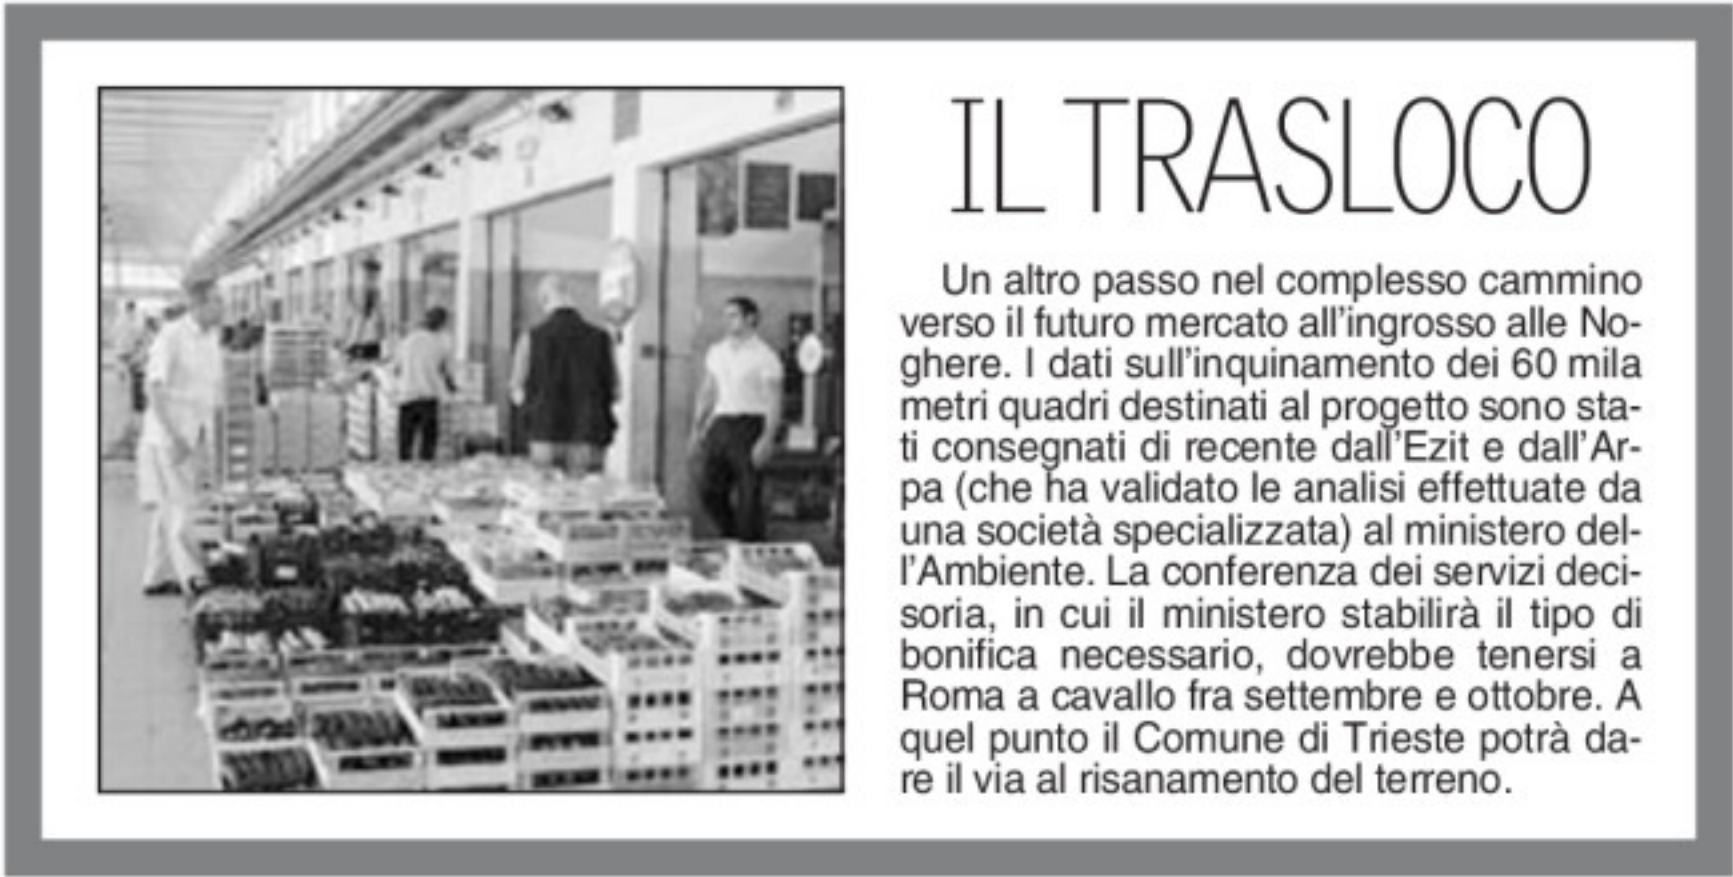 IL TRASLOCO
Un altro passo nel complesso cammino
verso il futuro mercato all'ingrosso alle No-
ghere. I dati sull'inquinamento dei 60 mila
metri quadri destinati al progetto sono sta-
ti consegnati di recente dall'Ezit e dall'Ar-
pa (che ha validato le analisi effettuate da
una società specializzata) al ministero del-
l'Ambiente. La conferenza dei servizi deci-
soria, in cui il ministero stabilirà il tipo di
bonifica necessario, dovrebbe tenersi a
Roma a cavallo fra settembre e ottobre. A
quel punto il Comune di Trieste potrà da-
re il via al risanamento del terreno.